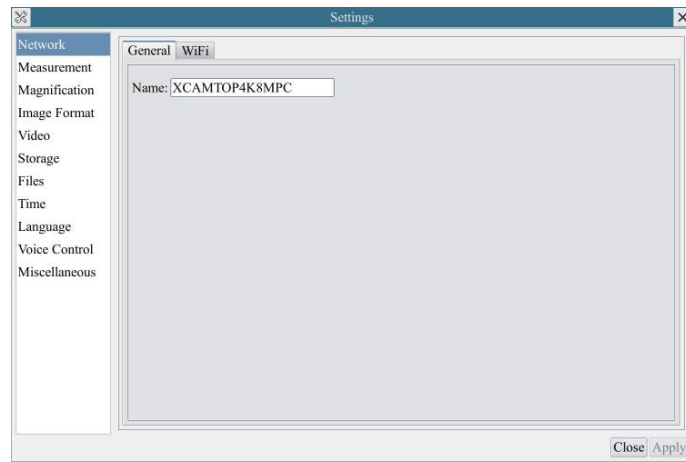 Settings
Network
Measurement
Magnification
Image Format
Video
Storage
Files
Time
Language
Voice Control
Miscellaneous
General WiFi
Name: XCAMTOP4K8MPC
Close Apply